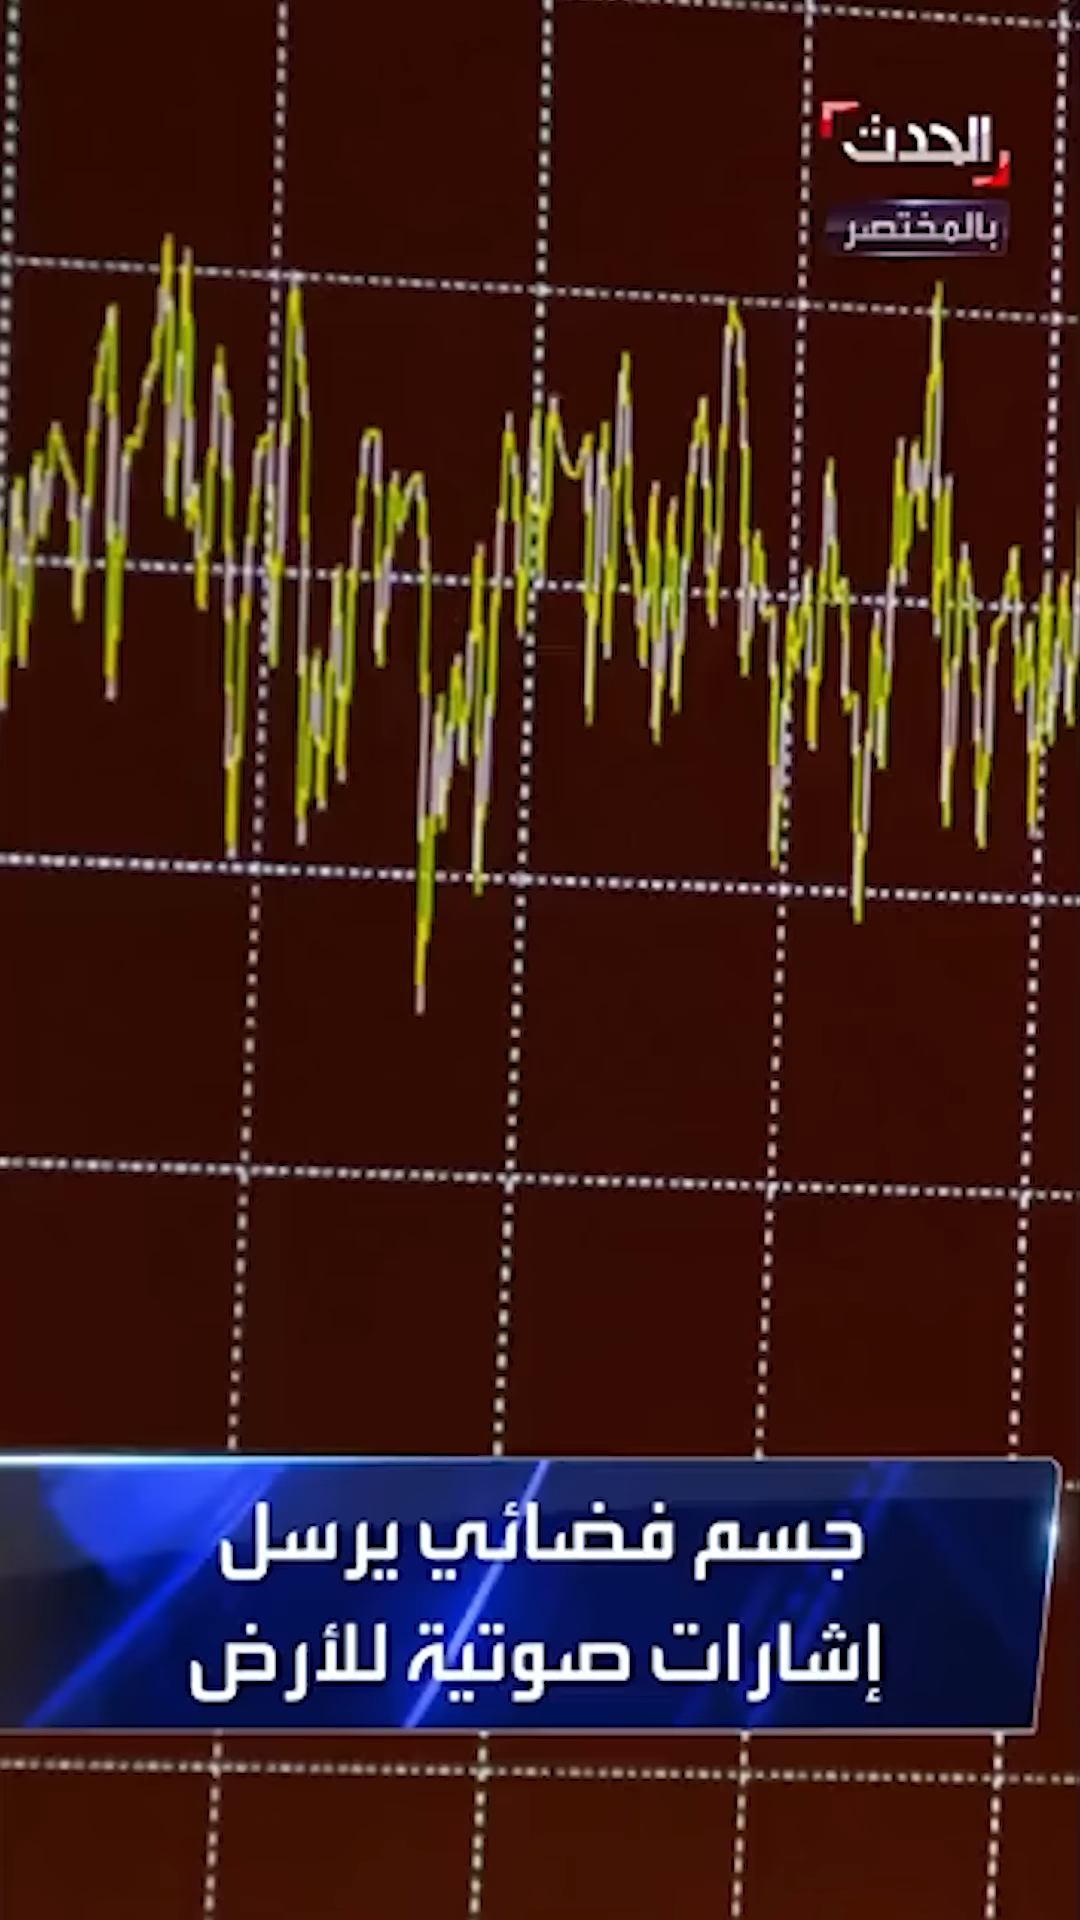 الحدث
بالمختصر
جسم فضائي يرسل
إشارات صوتية للأرض